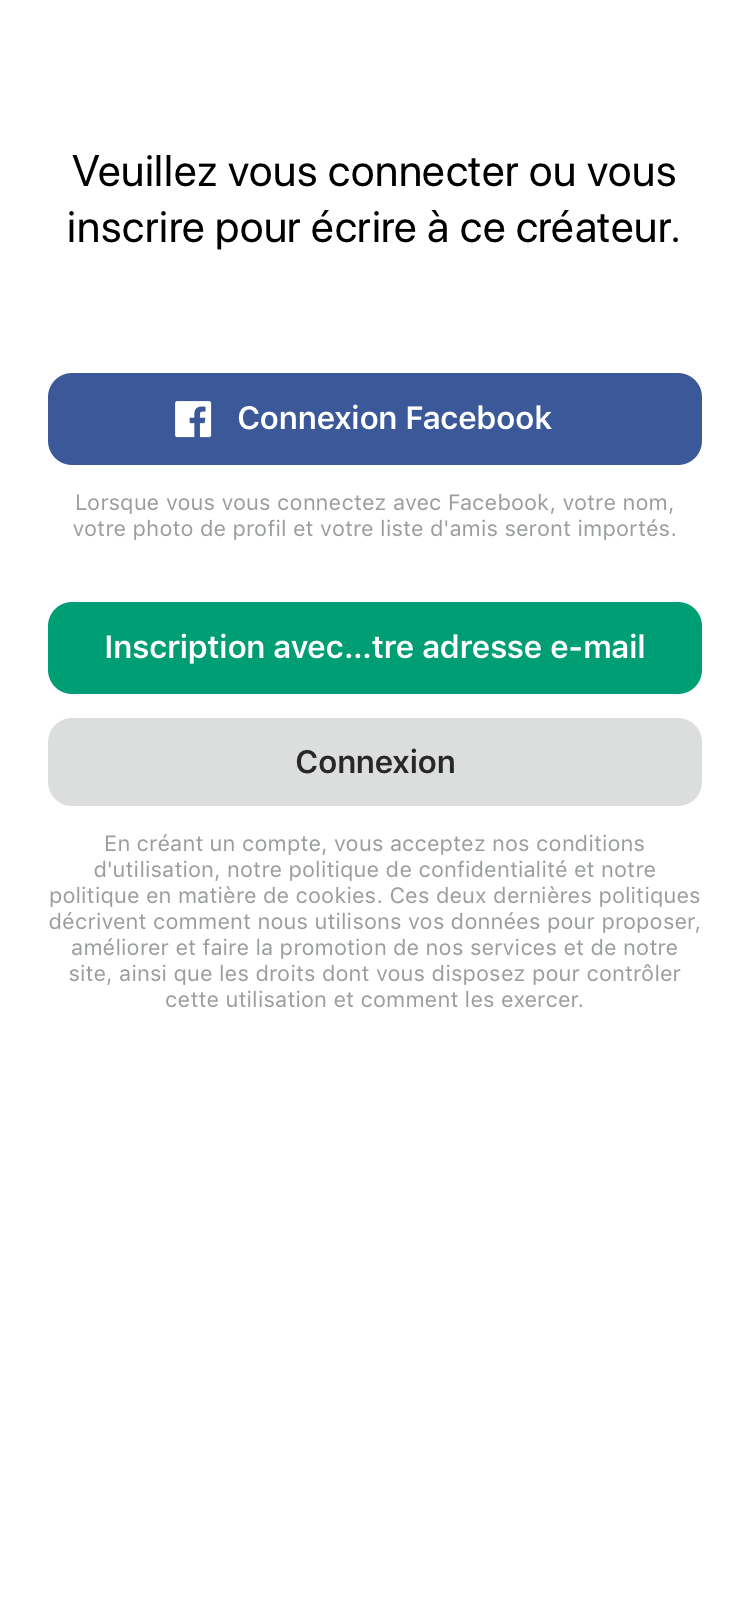 Veuillez vous connecter ou vous
inscrire pour écrire à ce créateur.
Connexion Facebook
Lorsque vous vous connectez avec Facebook, votre nom,
votre photo de profil et votre liste d'amis seront importés.
Inscription avec...tre adresse e-mail
Connexion
En créant un compte, vous acceptez nos conditions
d'utilisation, notre politique de confidentialité et notre
politique en matière de cookies. Ces deux dernières politiques
décrivent comment nous utilisons vos données pour proposer,
améliorer et faire la promotion de nos services et de notre
site, ainsi que les droits dont vous disposez pour contrôler
cette utilisation et comment les exercer.